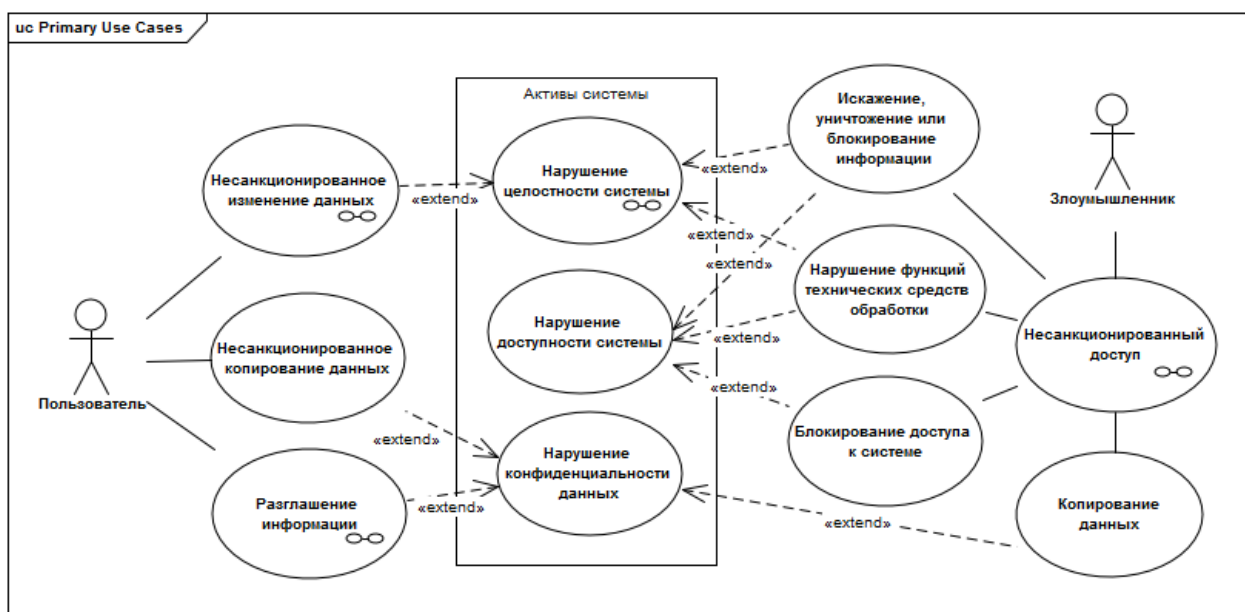 uc Primary Use Cases
Активы системы
Несанкционированное
изменение данных
«extend»
Нарушение
целостности системы
«extend»
Искажение,
уничтожение или
блокирование
информации
Злоумышленник
«extend»
«extend»
Нарушение функций
технических средств
обработки
Пользователь
Несанкционированное
копирование данных
Нарушение
доступности системы
«extend»
Несанкционированный
доступ
«extend»
«extend»
Нарушение
конфиденциальности
данных
Блокирование доступа
к системе
Разглашение
информации
«extend»
«extend»
Копирование
данных